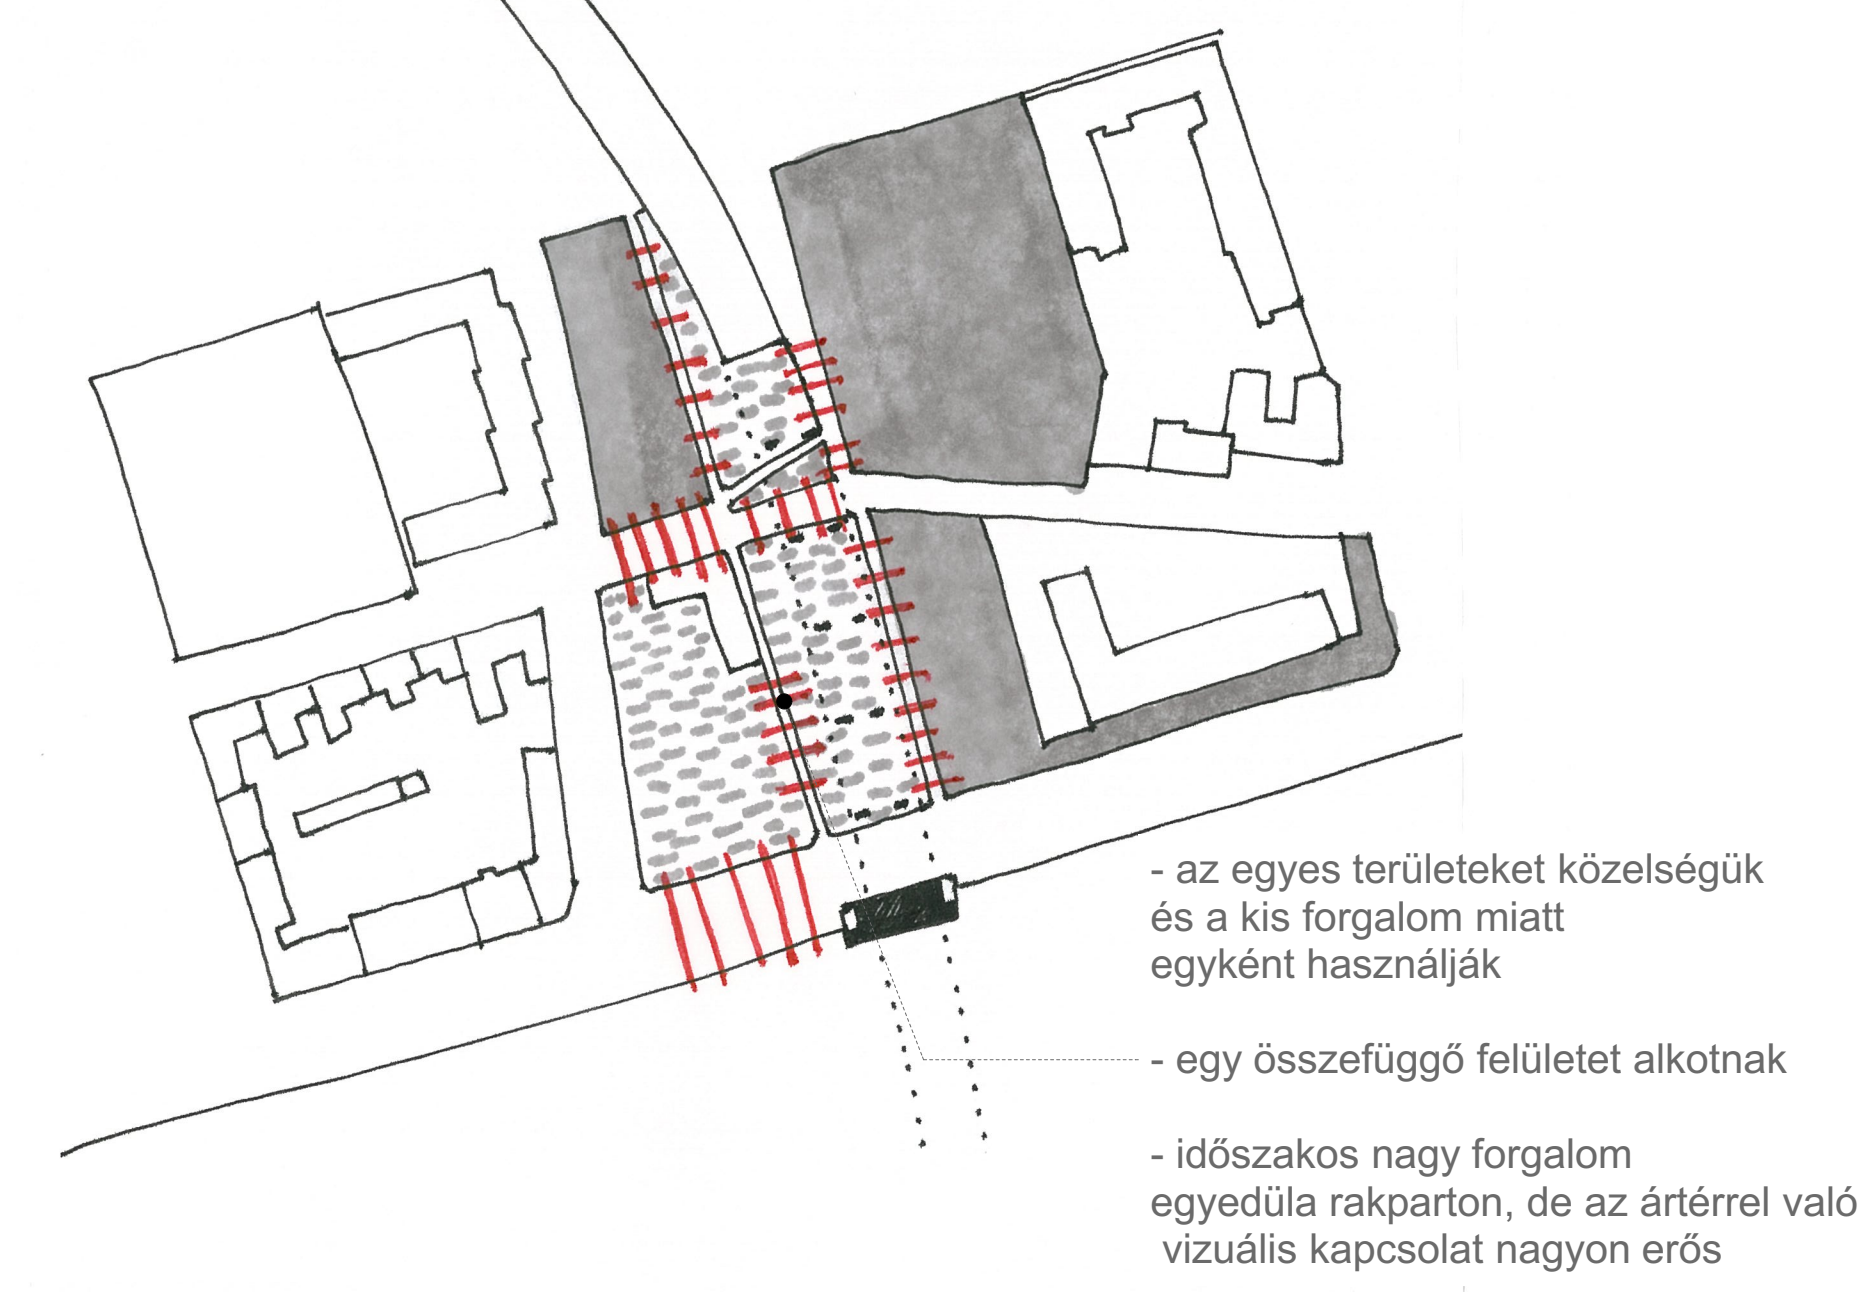 - az egyes területeket közelségük
és a kis forgalom miatt
egyként használják
- egy összefüggő felületet alkotnak
- időszakos nagy forgalom
egyedüla rakparton, de az ártérrel való
vizuális kapcsolat nagyon erős